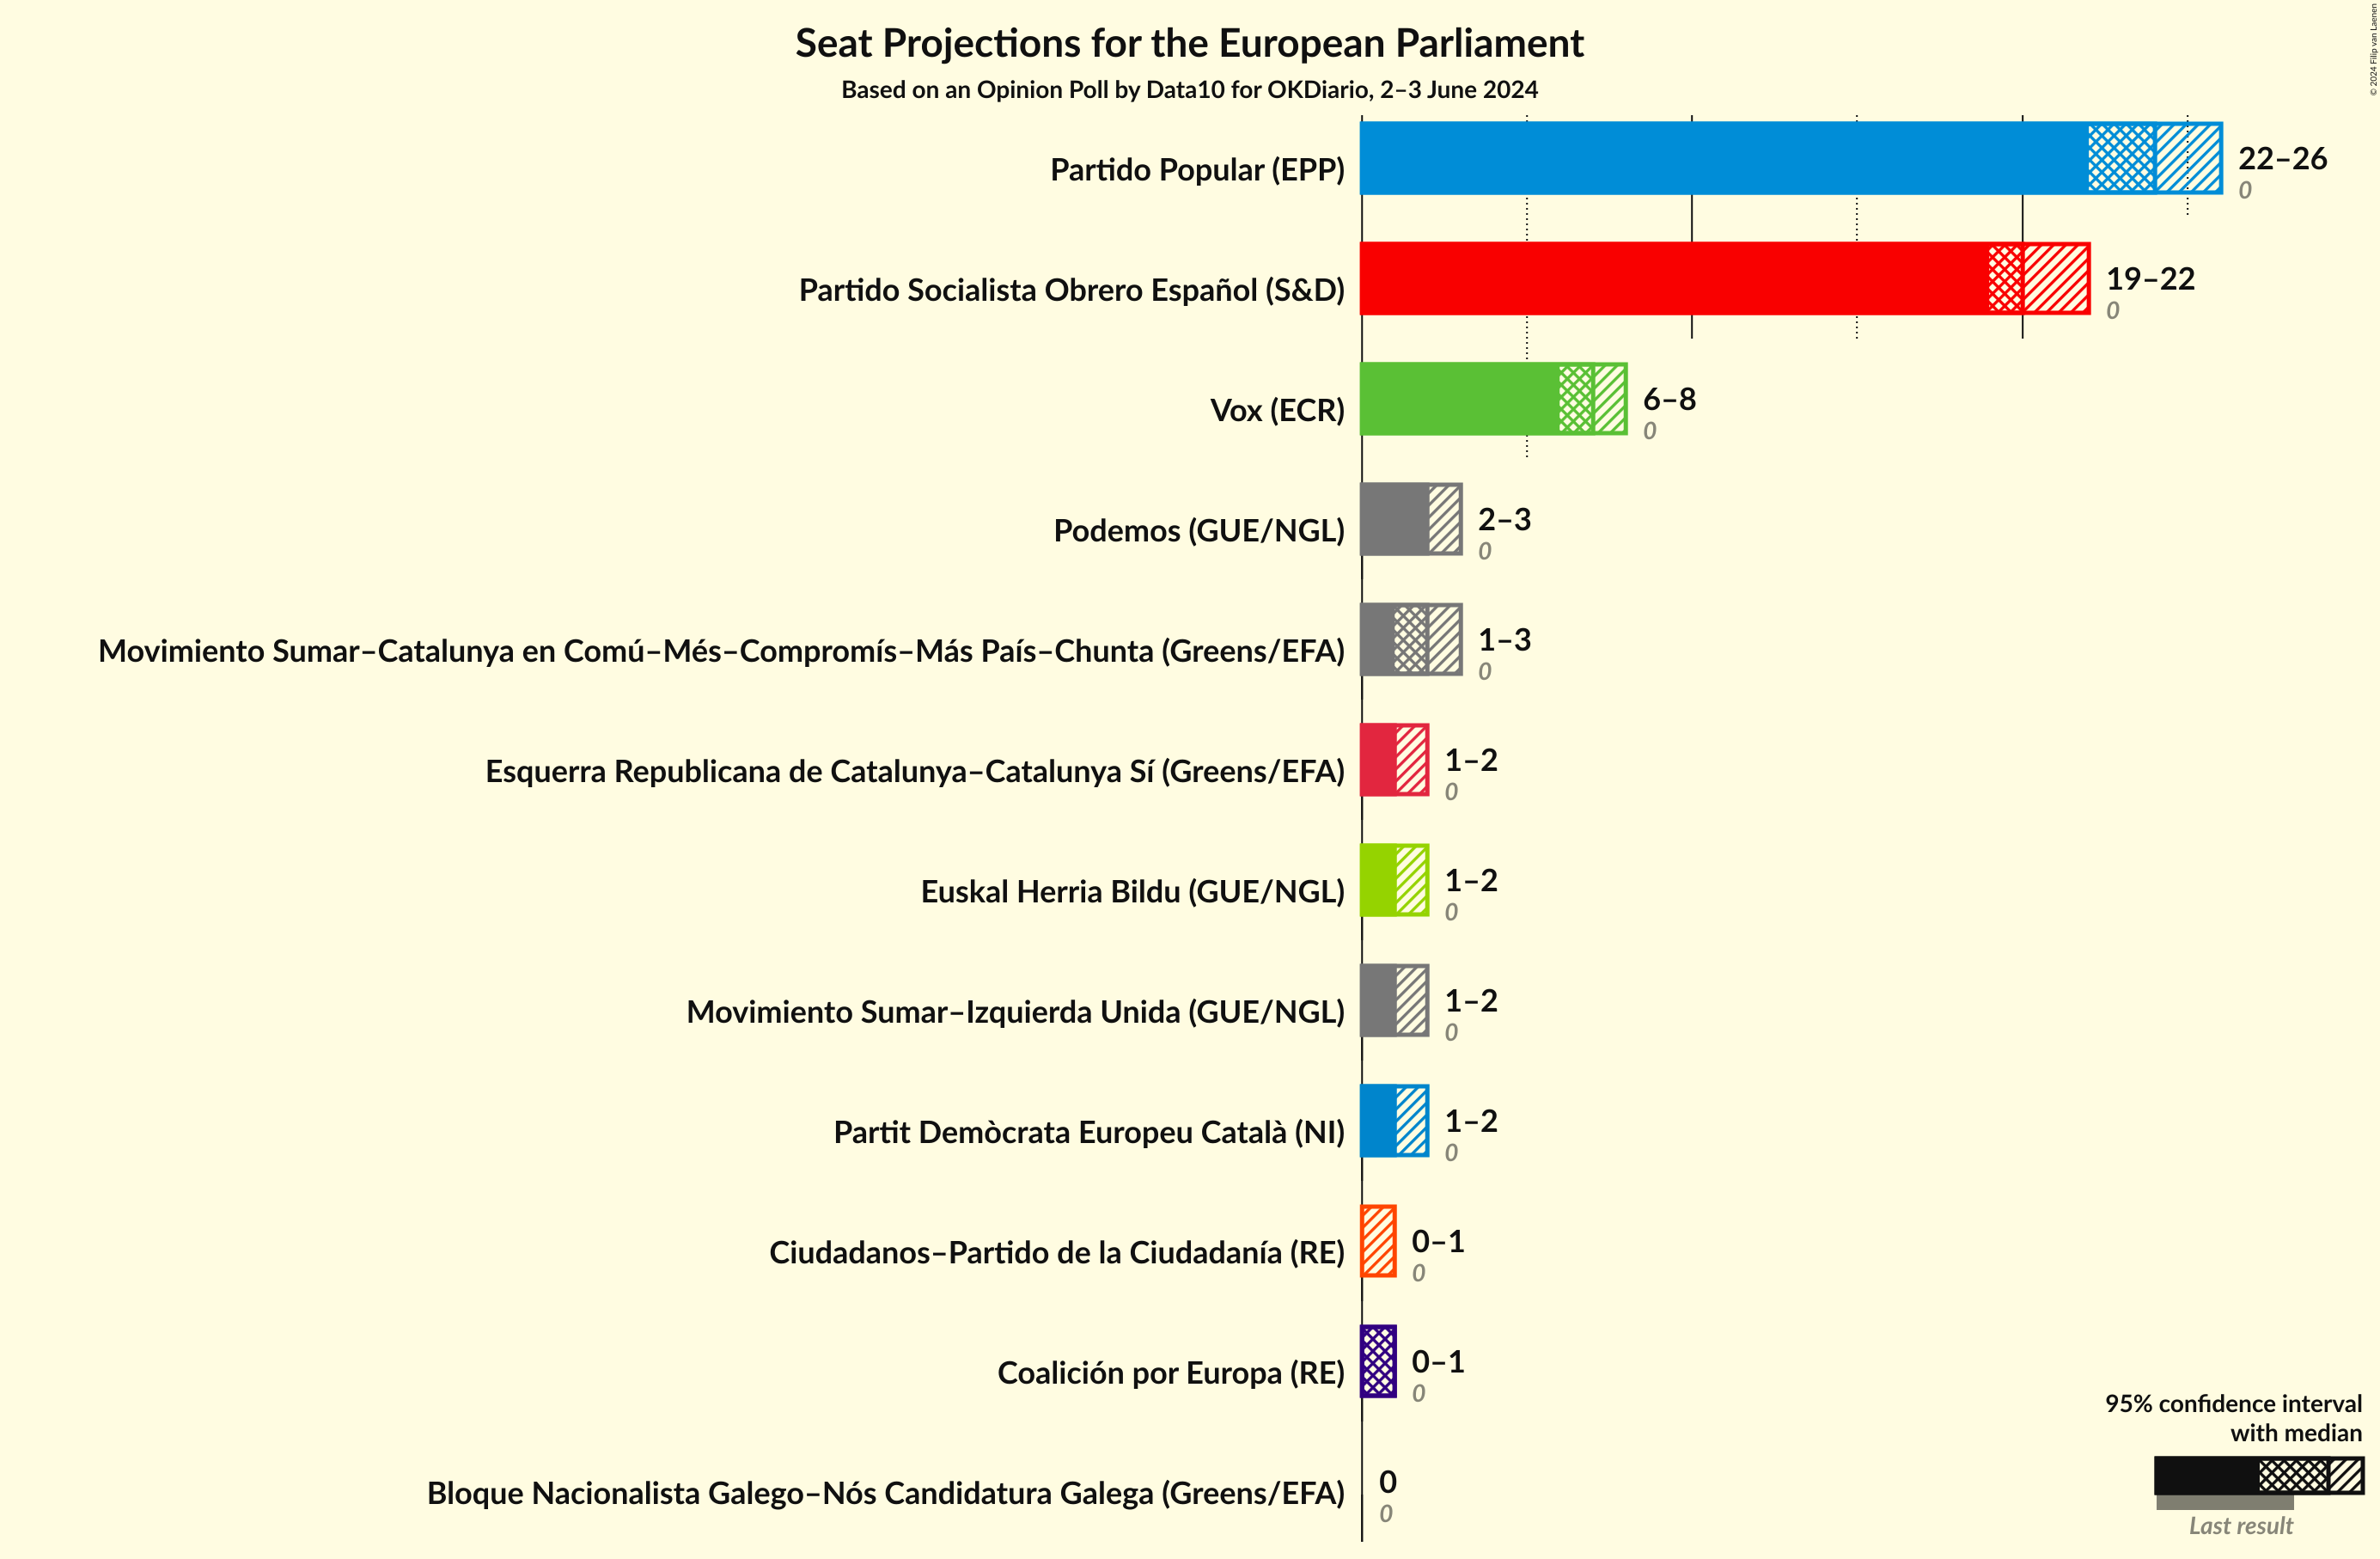 Seat Projections for the European Parliament
Based on an Opinion Poll by Data10 for OKDiario, 2–3 June 2024
© 2024 Filip van Laenen
Partido Popular (EPP)
22–26
0
Partido Socialista Obrero Español (S&D)
19–22
0
Vox (ECR)
6–8
0
Podemos (GUE/NGL)
2–3
0
Movimiento Sumar–Catalunya en Comú–Més–Compromís–Más País–Chunta (Greens/EFA)
1–3
0
Esquerra Republicana de Catalunya–Catalunya Sí (Greens/EFA)
1–2
0
Euskal Herria Bildu (GUE/NGL)
1–2
0
Movimiento Sumar–Izquierda Unida (GUE/NGL)
1–2
0
Partit Demòcrata Europeu Català (NI)
1–2
0
Ciudadanos–Partido de la Ciudadanía (RE)
0–1
0
Coalición por Europa (RE)
0–1
0
Bloque Nacionalista Galego–Nós Candidatura Galega (Greens/EFA)
0
0
95% confidence interval
with median
Last result